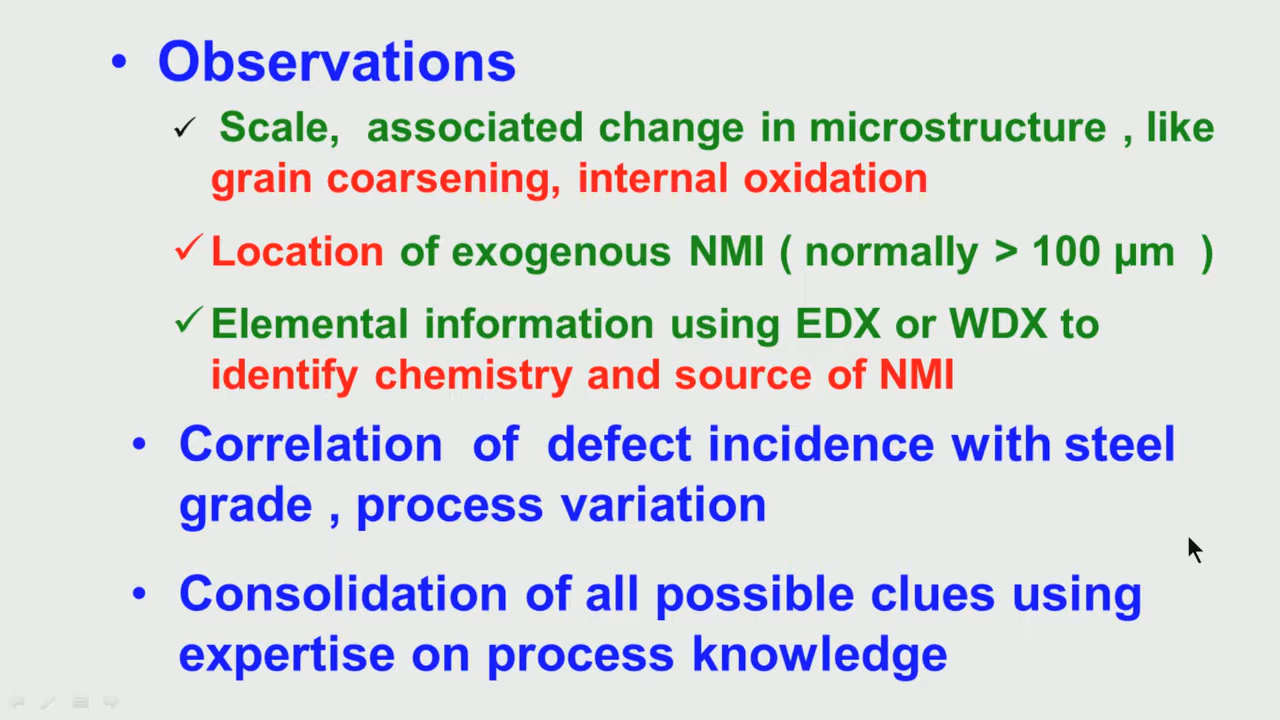 • Observations
✓ Scale, associated change in microstructure , like
grain coarsening, internal oxidation
✓ Location of exogenous NMI ( normally > 100 µm )
✓ Elemental information using EDX or WDX to
identify chemistry and source of NMI
• Correlation of defect incidence with steel
grade , process variation
• Consolidation of all possible clues using
expertise on process knowledge